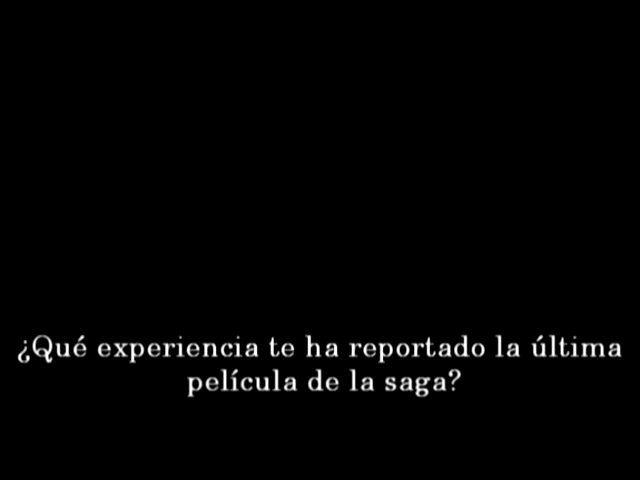 ¿Qué experiencia te ha reportado la última
película de la saga?